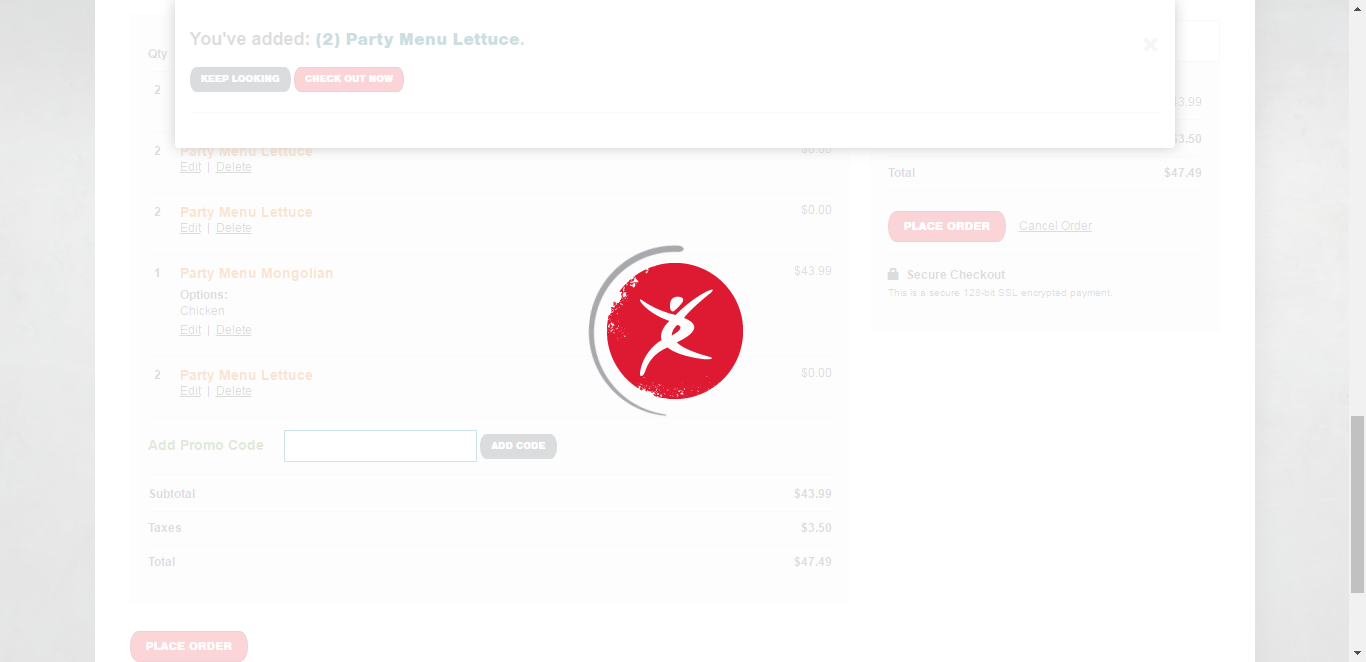 You've added: (2) Party Menu Lettuce.
×
KEEP LOOKING CHECK OUT NOW
Qty
2
2 Party Menu Lettuce $0.00
Edit | Delete
2 Party Menu Lettuce $0.00
Edit | Delete
1 Party Menu Mongolian $43.99
Options:
Chicken
Edit | Delete
2 Party Menu Lettuce $0.00
Edit | Delete
Add Promo Code ADD CODE
Subtotal $43.99
Taxes $3.50
Total $47.49
PLACE ORDER
3.99
$3.50
Total $47.49
PLACE ORDER Cancel Order
Secure Checkout
This is a secure 128-bit SSL encrypted payment.